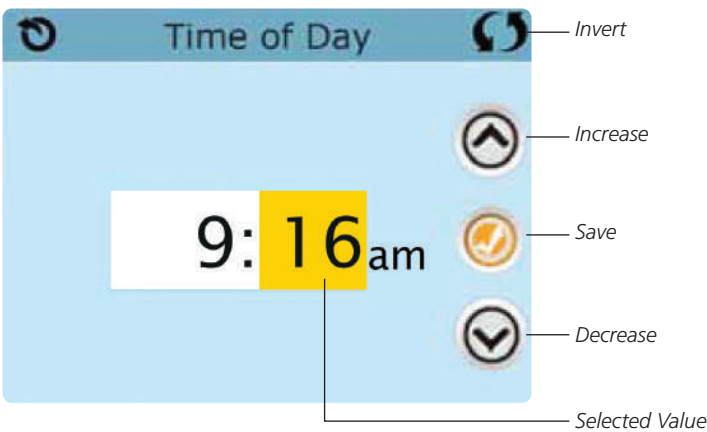 Time of Day
Invert
Increase
9:16am
Save
Decrease
Selected Value